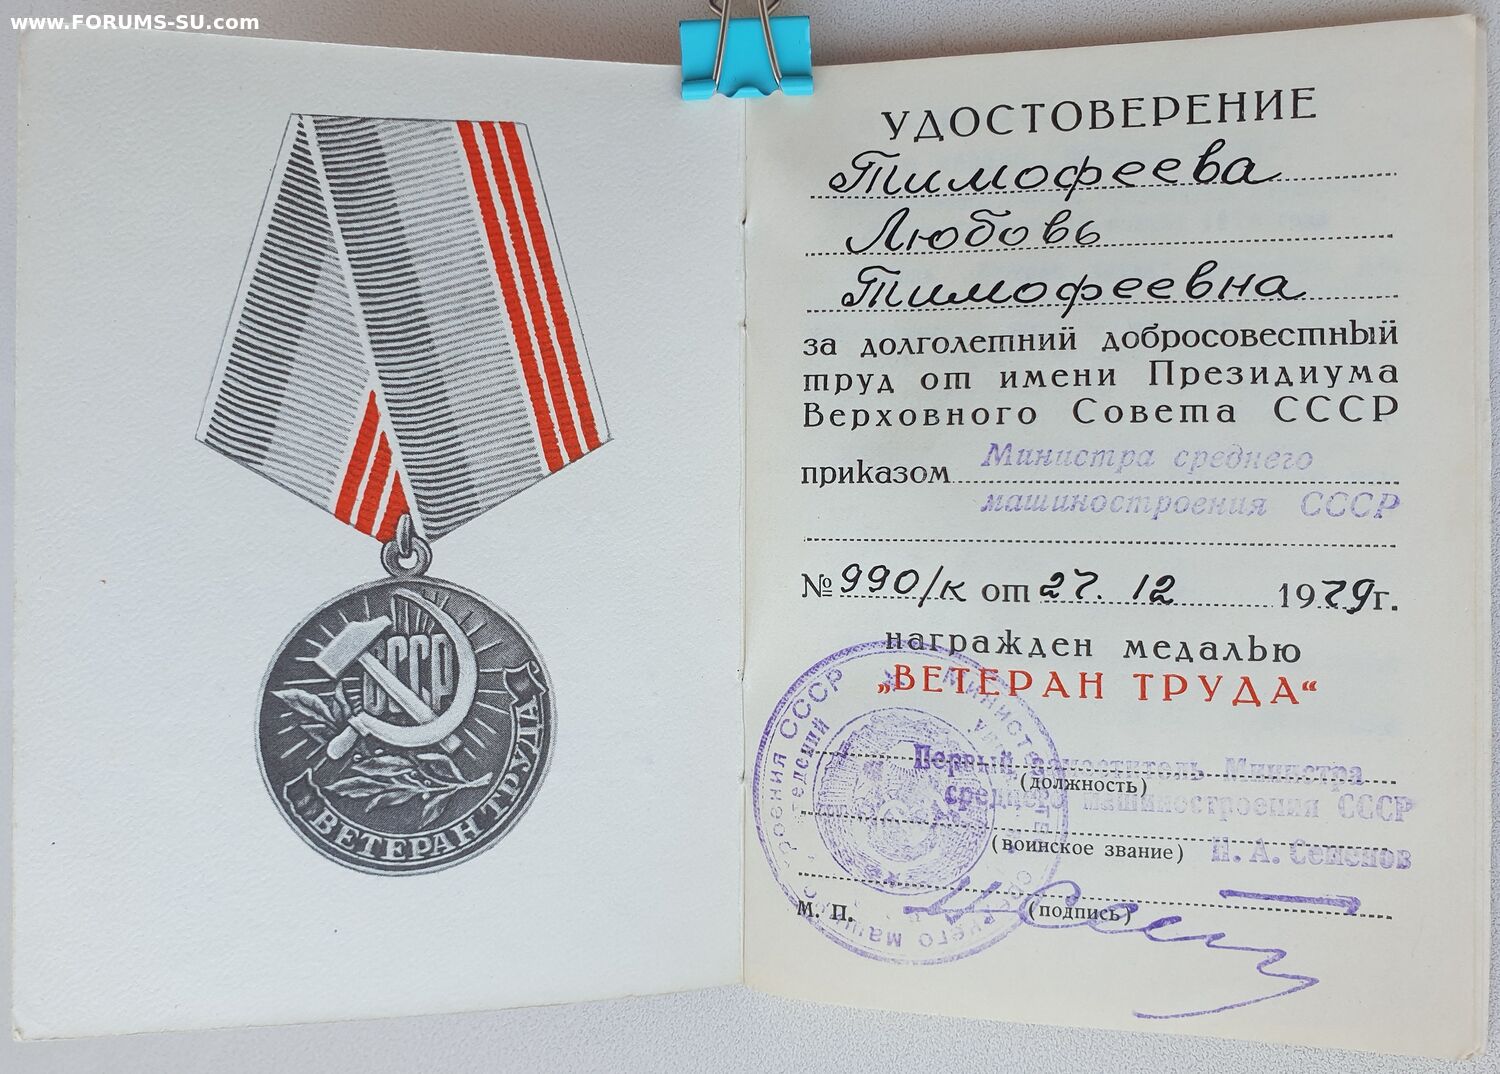 www.FORUMS-SU.com
СССР
ВЕТЕРАН ТРУДА
УДОСТОВЕРЕНИЕ
Тимофеева
Любовь
Тимофеевна
за долголетний добросовестный
труд от имени Президиума
Верховного Совета СССР
приказом Министра среднего
машиностроения СССР
№ 990/к от 27. 12 1979г.
награжден медалью
„ВЕТЕРАН ТРУДА“
Первый заместитель Министра
(должность)
среднего машиностроения СССР
(воинское звание) Н. А. Семенов
М. П. (подпись)